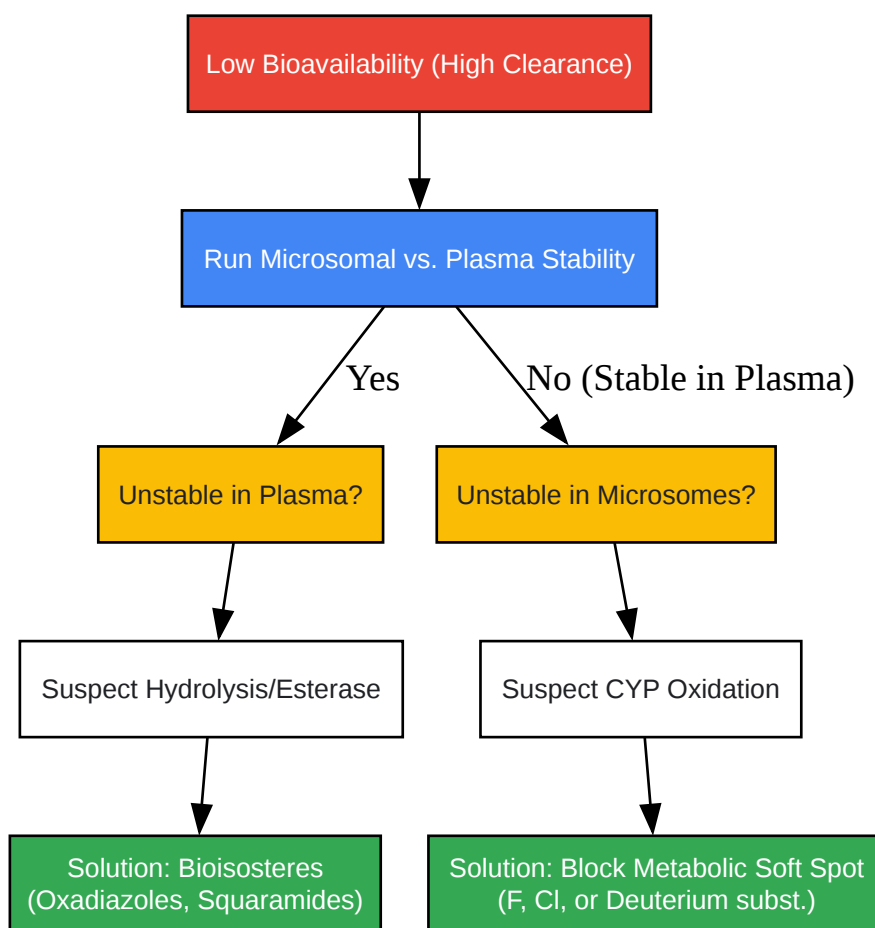 Low Bioavailability (High Clearance)
Run Microsomal vs. Plasma Stability
Yes
No (Stable in Plasma)
Unstable in Plasma?
Unstable in Microsomes?
Suspect Hydrolysis/Esterase
Suspect CYP Oxidation
Solution: Bioisosteres
(Oxadiazoles, Squaramides)
Solution: Block Metabolic Soft Spot
(F, Cl, or Deuterium subst.)